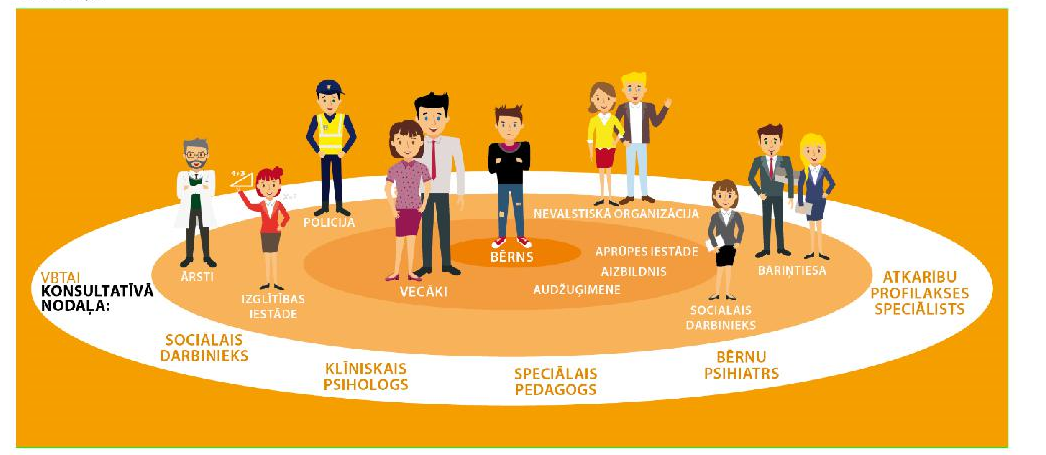 POLICIJA
NEVALSTISKĀ ORGANIZĀCIJA
BĒRNS
APRŪPES IESTĀDE
AIZBILDNIS
AUDŽUĢIMENE
VECĀKI
ĀRSTI
IZGLĪTĪBAS
IESTĀDE
SOCIĀLAIS
DARBINIEKS
BĀRIŅTIESA
VBTAI
KONSULTATĪVĀ
NODAĻA:
SOCIĀLAIS
DARBINIEKS
KLĪNISKAIS
PSIHOLOGS
SPECIĀLAIS
PEDAGOGS
BĒRNU
PSIHIATRS
ATKARĪBU
PROFILAKSES
SPECIĀLISTS